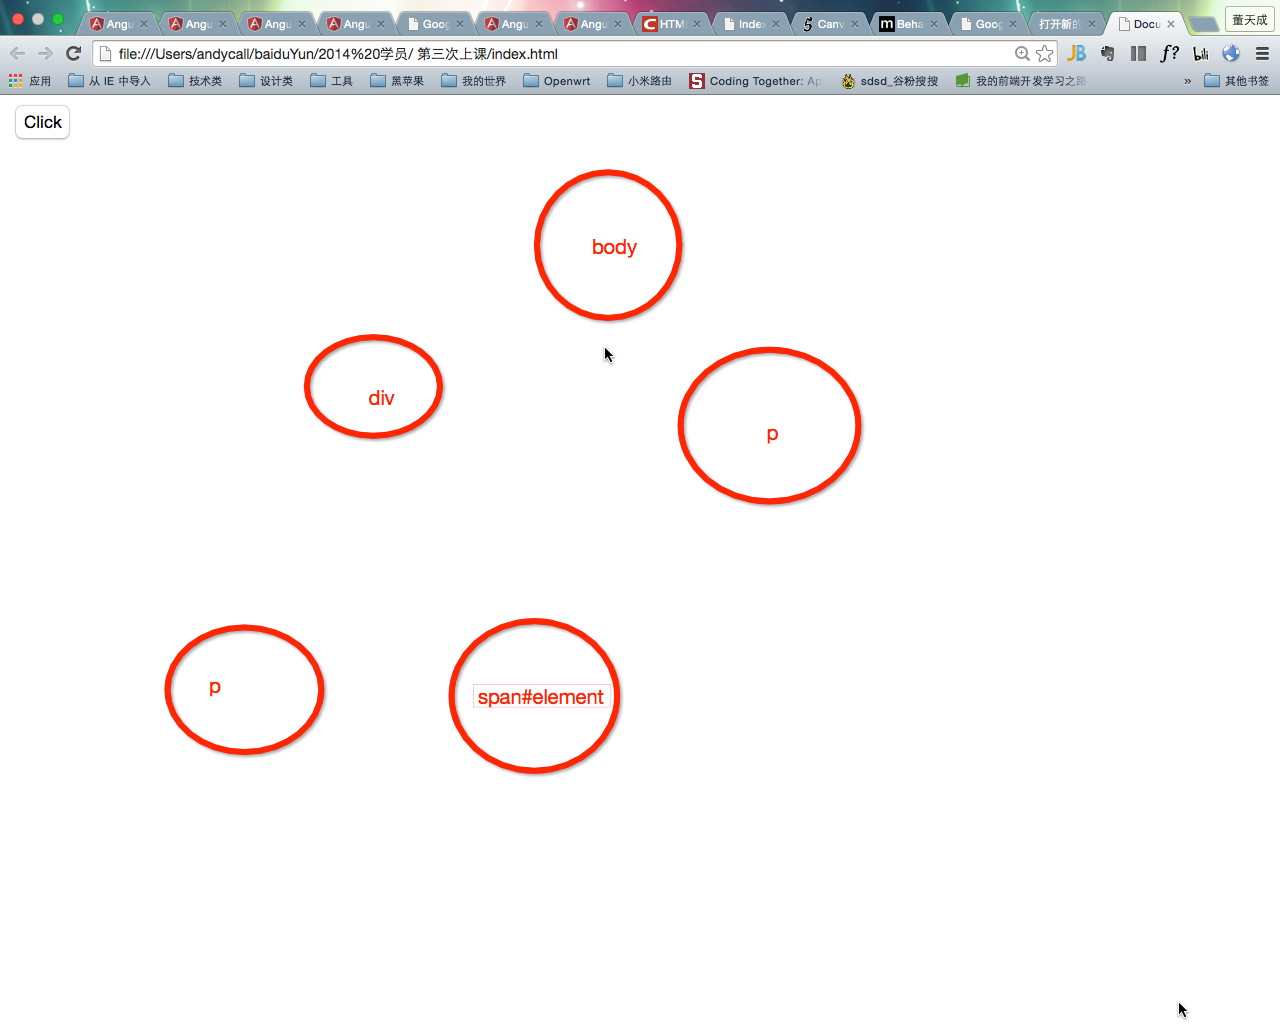 Angu Angu Angu Angu Goog Angu Angu HTM Index Canv Beha Goog 打开新的 Docu 董天成
file:///Users/andycall/baiduYun/2014%20学员/ 第三次上课/index.html
应用 从 IE 中导入 技术类 设计类 工具 黑苹果 我的世界 Openwrt 小米路由 Coding Together: Ap sdsd_谷粉搜搜 我的前端开发学习之路 » 其他书签
Click
body
div
p
p
span#element